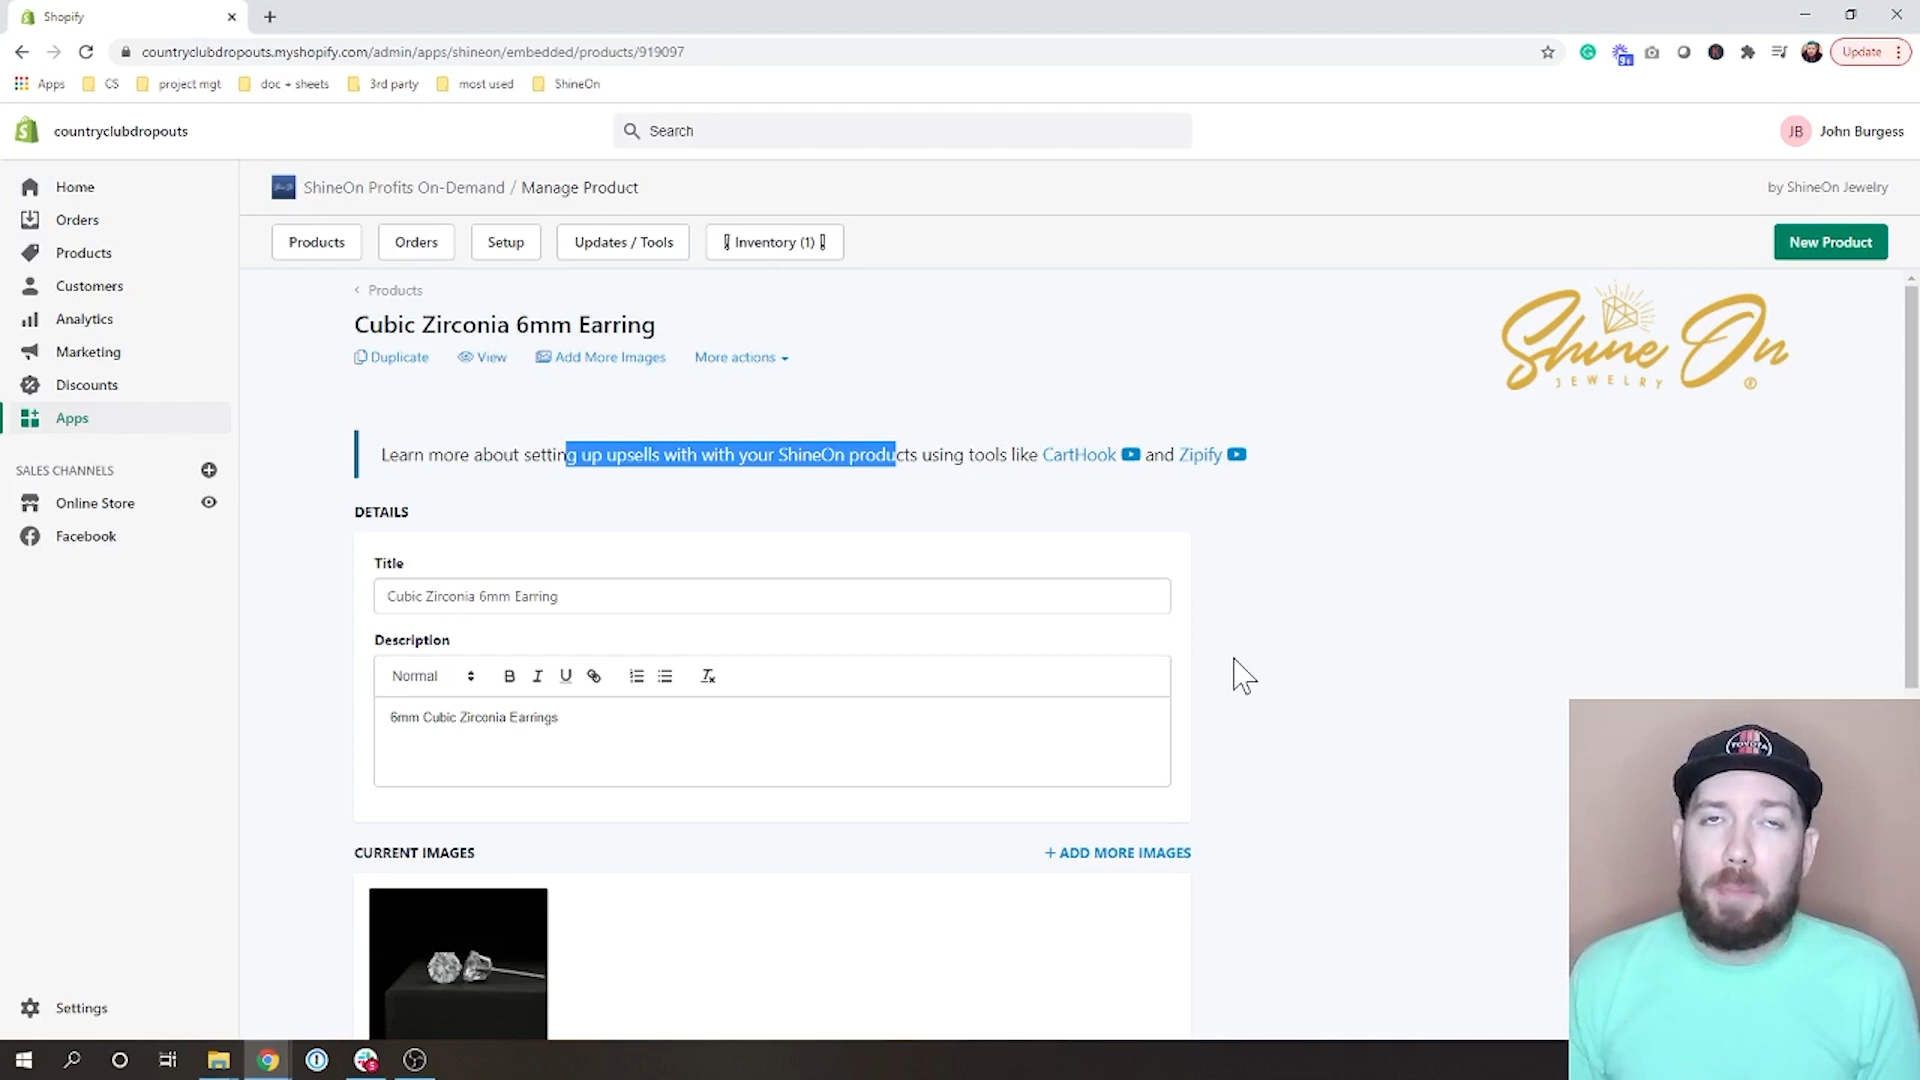 Shopify
countryclubdropouts.myshopify.com/admin/apps/shineon/embedded/products/919097
9+
Update
Apps CS project mgt doc + sheets 3rd party most used ShineOn
countryclubdropouts
Search
JB John Burgess
Home
Orders
Products
Customers
Analytics
Marketing
Discounts
Apps
SALES CHANNELS
Online Store
Facebook
Settings
ShineOn Profits On-Demand / Manage Product
by ShineOn Jewelry
Products Orders Setup Updates / Tools Inventory (1)
New Product
Products
Cubic Zirconia 6mm Earring
Duplicate View Add More Images More actions
Shine On
JEWELRY ®
Learn more about setting up upsells with with your ShineOn products using tools like CartHook and Zipify
DETAILS
Title
Cubic Zirconia 6mm Earring
Description
Normal B I U
6mm Cubic Zirconia Earrings
CURRENT IMAGES
+ ADD MORE IMAGES
TOYOTA